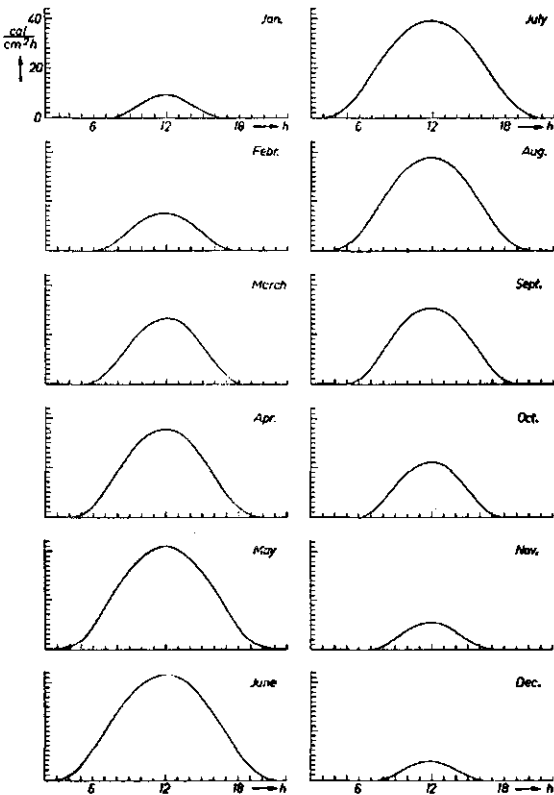 cal
cm²h
40
20
0
Jan.
6 12 18 h
July
6 12 18 h
Febr.
Aug.
March
Sept.
Apr.
Oct.
May
Nov.
June
6 12 18 h
Dec.
6 12 18 h